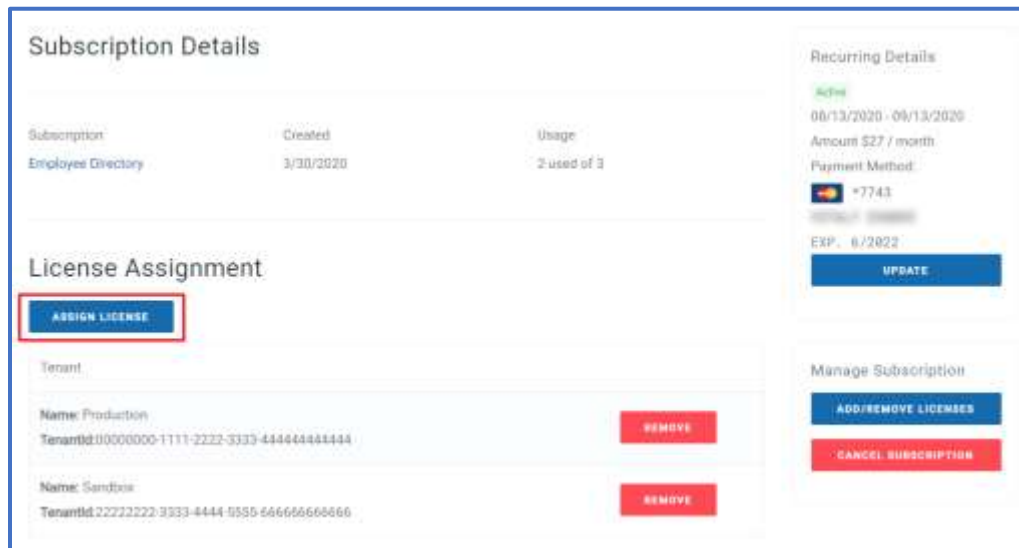 Subscription Details
Subscription Created Usage
Employee Directory 3/30/2020 2 used of 3
License Assignment
ASSIGN LICENSE
Tenant
Name: Production
TenantId:00000000-1111-2222-3333-444444444444
REMOVE
Name: Sandbox
TenantId:22222222-3333-4444-5555-666666666666
REMOVE
Recurring Details
Active
08/13/2020 - 09/13/2020
Amount $27 / month
Payment Method:
*7743
EXP. 6/2022
UPDATE
Manage Subscription
ADD/REMOVE LICENSES
CANCEL SUBSCRIPTION